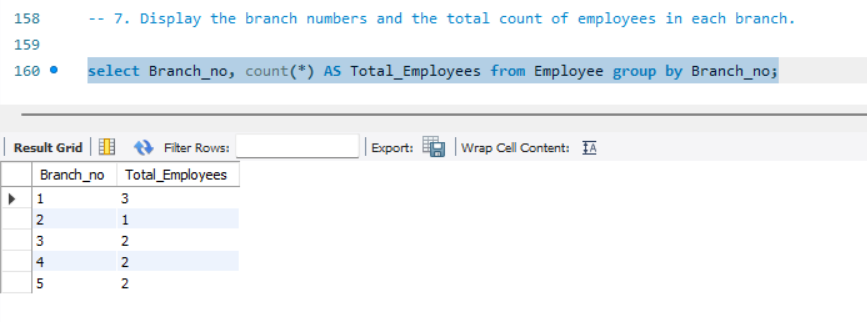 158 -- 7. Display the branch numbers and the total count of employees in each branch.
159
160 select Branch_no, count(*) AS Total_Employees from Employee group by Branch_no;
Result Grid Filter Rows: Export: Wrap Cell Content: IA
Branch_no Total_Employees
1 3
2 1
3 2
4 2
5 2